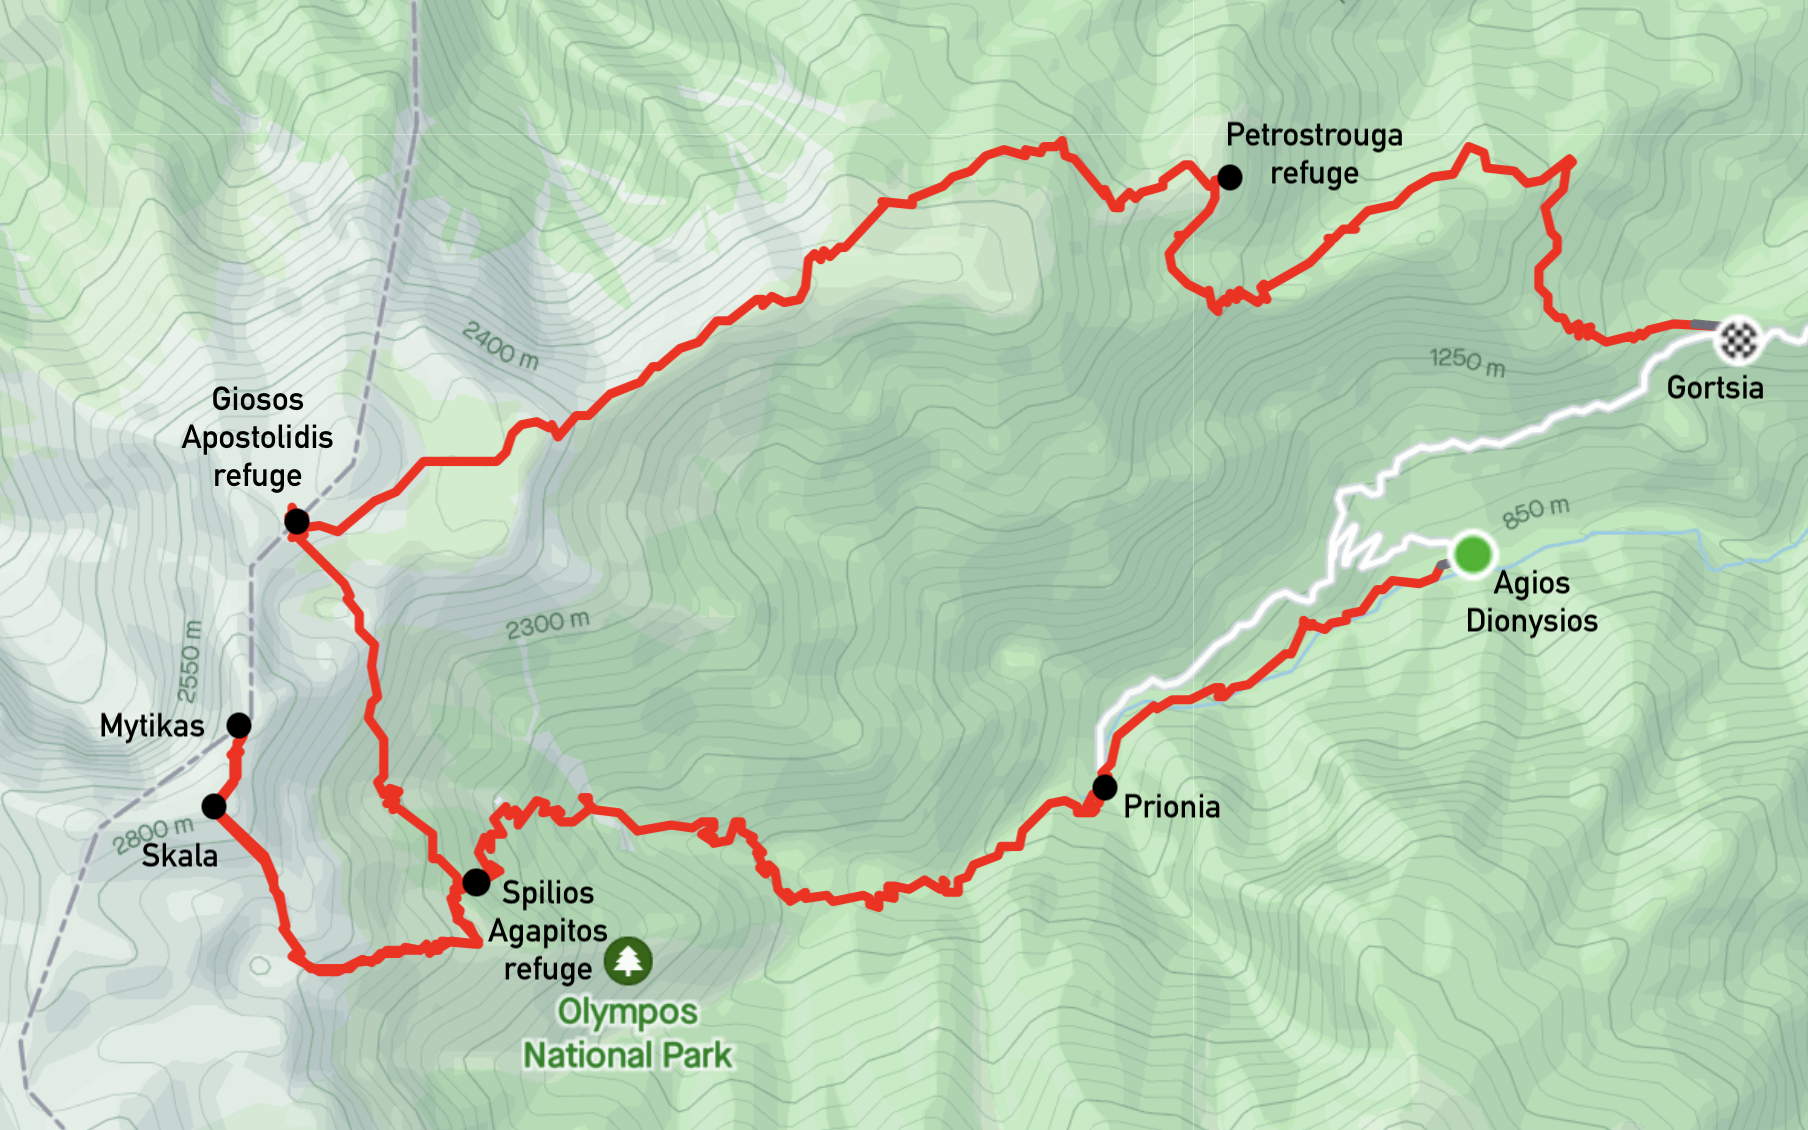 Petrostrouga
refuge
2400 m
1250 m
Gortsia
Giosos
Apostolidis
refuge
850 m
Agios
Dionysios
2300 m
2550 m
Mytikas
Prionia
2800 m
Skala
Spilios
Agapitos
refuge
Olympos
National Park